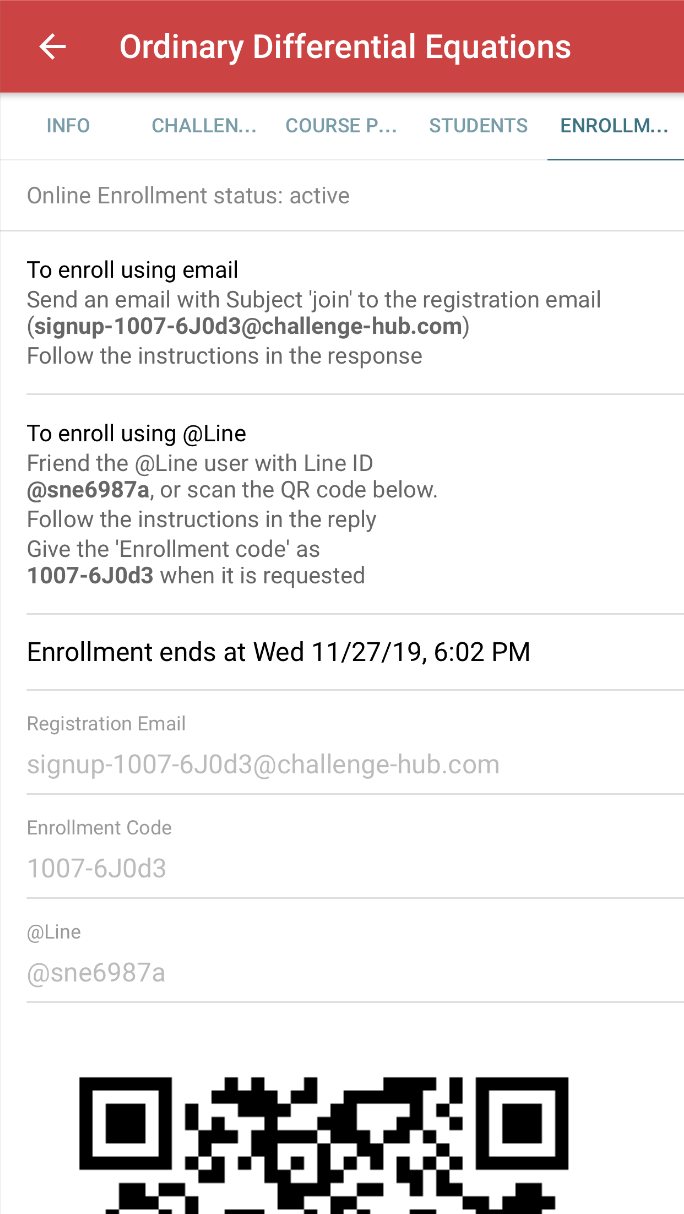 Ordinary Differential Equations
INFO
CHALLEN...
COURSE P...
STUDENTS
ENROLLM...
Online Enrollment status: active
To enroll using email
Send an email with Subject 'join' to the registration email
(signup-1007-6J0d3@challenge-hub.com)
Follow the instructions in the response
To enroll using @Line
Friend the @Line user with Line ID
@sne6987a, or scan the QR code below.
Follow the instructions in the reply
Give the 'Enrollment code' as
1007-6J0d3 when it is requested
Enrollment ends at Wed 11/27/19, 6:02 PM
Registration Email
signup-1007-6J0d3@challenge-hub.com
Enrollment Code
1007-6J0d3
@Line
@sne6987a